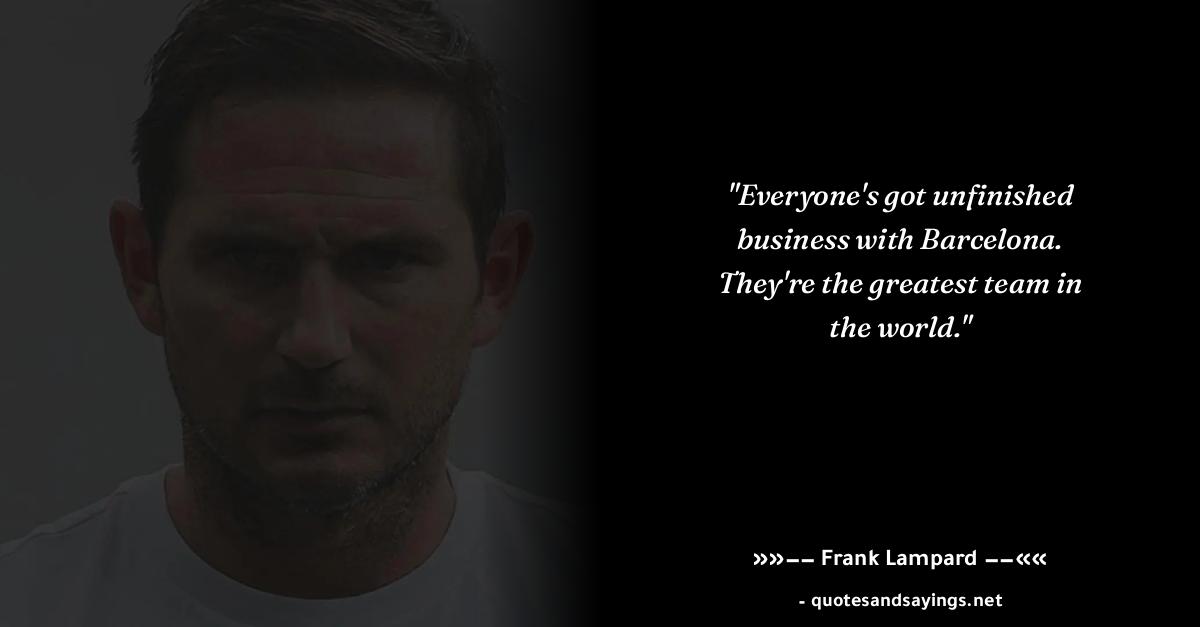 "Everyone's got unfinished
business with Barcelona.
They're the greatest team in
the world."
»»–– Frank Lampard ––««
- quotesandsayings.net